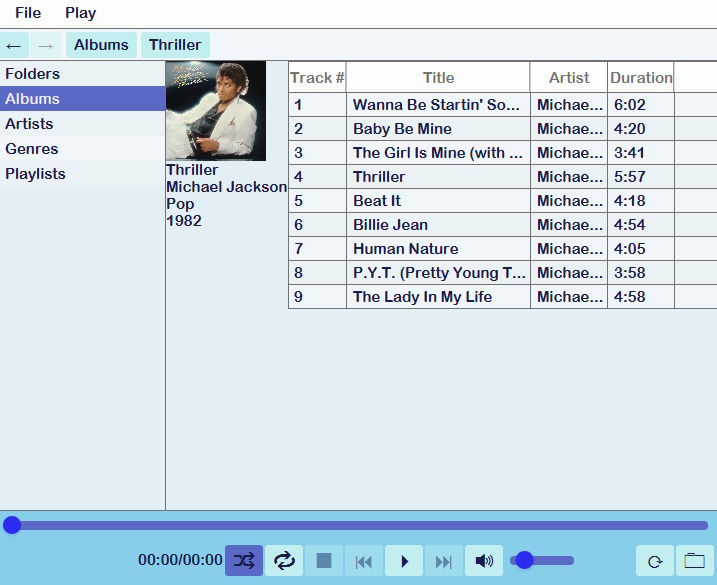 File Play
← → Albums Thriller
Folders
Albums
Artists
Genres
Playlists
Michael Jackson
Thriller
Thriller
Michael Jackson
Pop
1982
Track # Title Artist Duration
1 Wanna Be Startin' So... Michae... 6:02
2 Baby Be Mine Michae... 4:20
3 The Girl Is Mine (with ... Michae... 3:41
4 Thriller Michae... 5:57
5 Beat It Michae... 4:18
6 Billie Jean Michae... 4:54
7 Human Nature Michae... 4:05
8 P.Y.T. (Pretty Young T... Michae... 3:58
9 The Lady In My Life Michae... 4:58
00:00/00:00